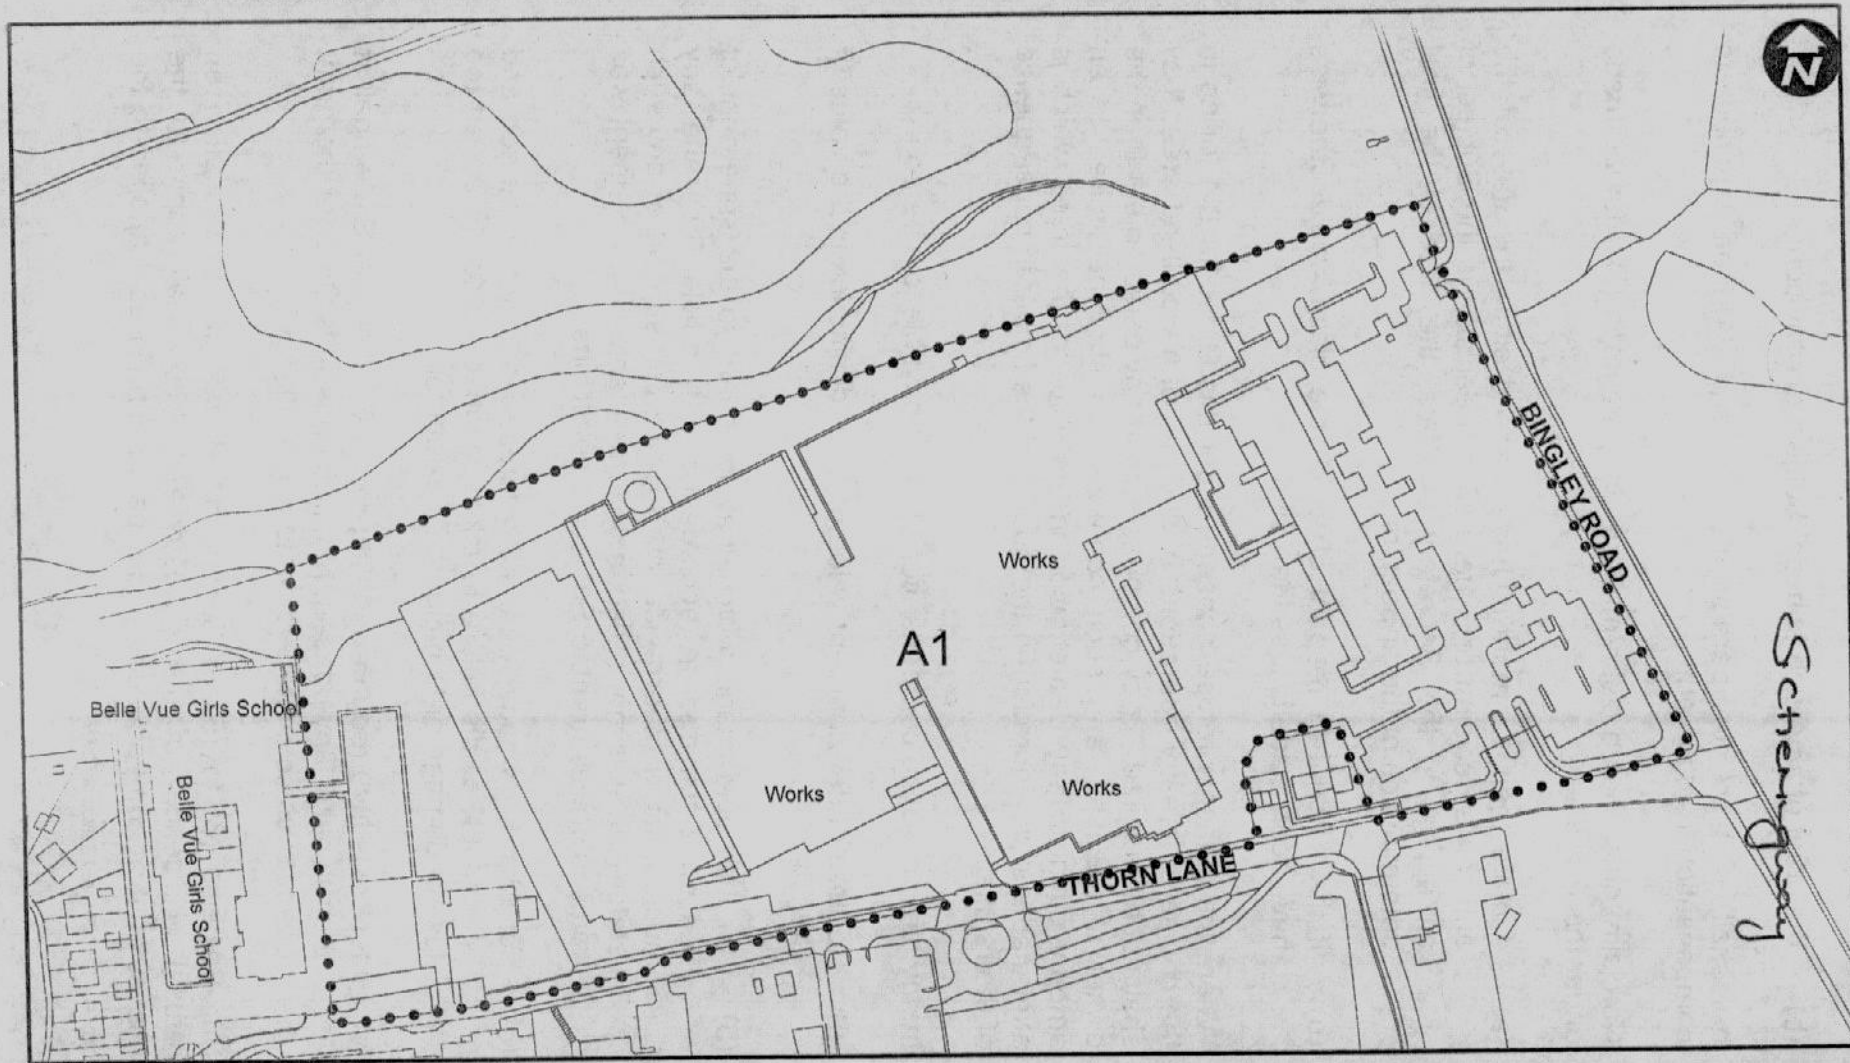 N
BINGLEY ROAD
Works
A1
Belle Vue Girls School
Belle Vue Girls School
Works
Works
THORN LANE